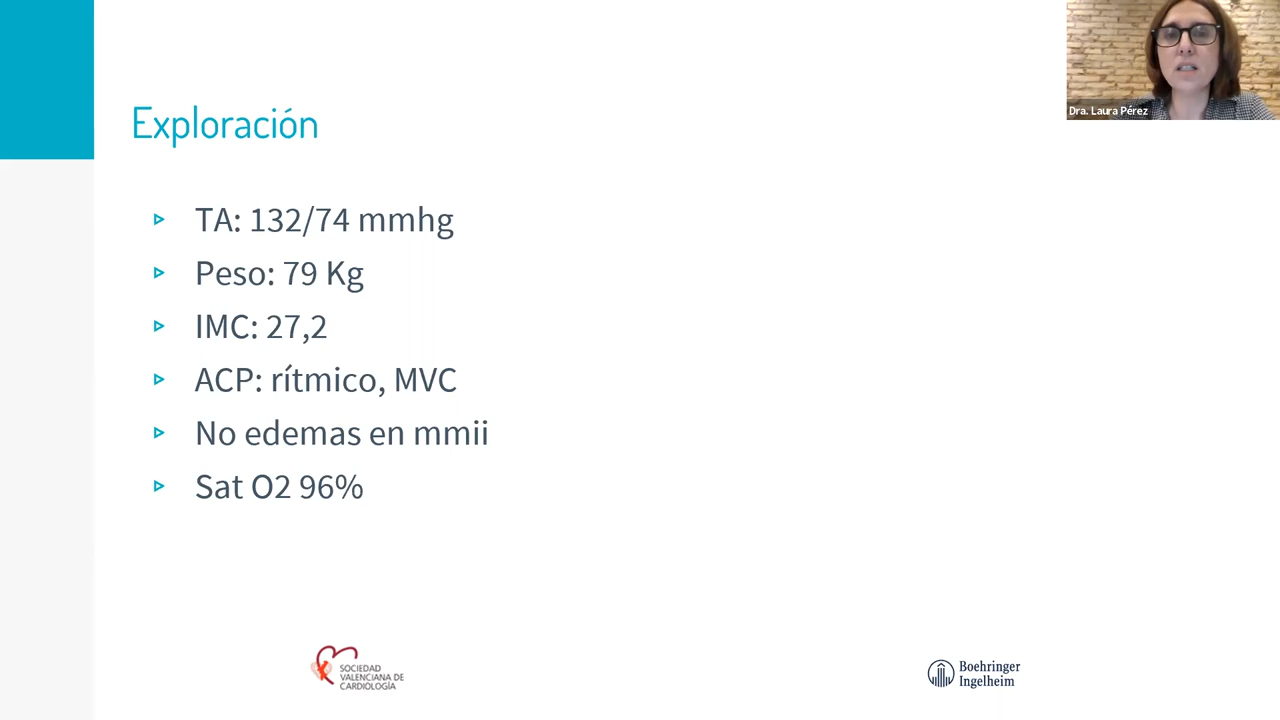 Dra. Laura Pérez
Exploración
TA: 132/74 mmhg
Peso: 79 Kg
IMC: 27,2
ACP: rítmico, MVC
No edemas en mmii
Sat O2 96%
SOCIEDAD
VALENCIANA DE
CARDIOLOGÍA
Boehringer
Ingelheim